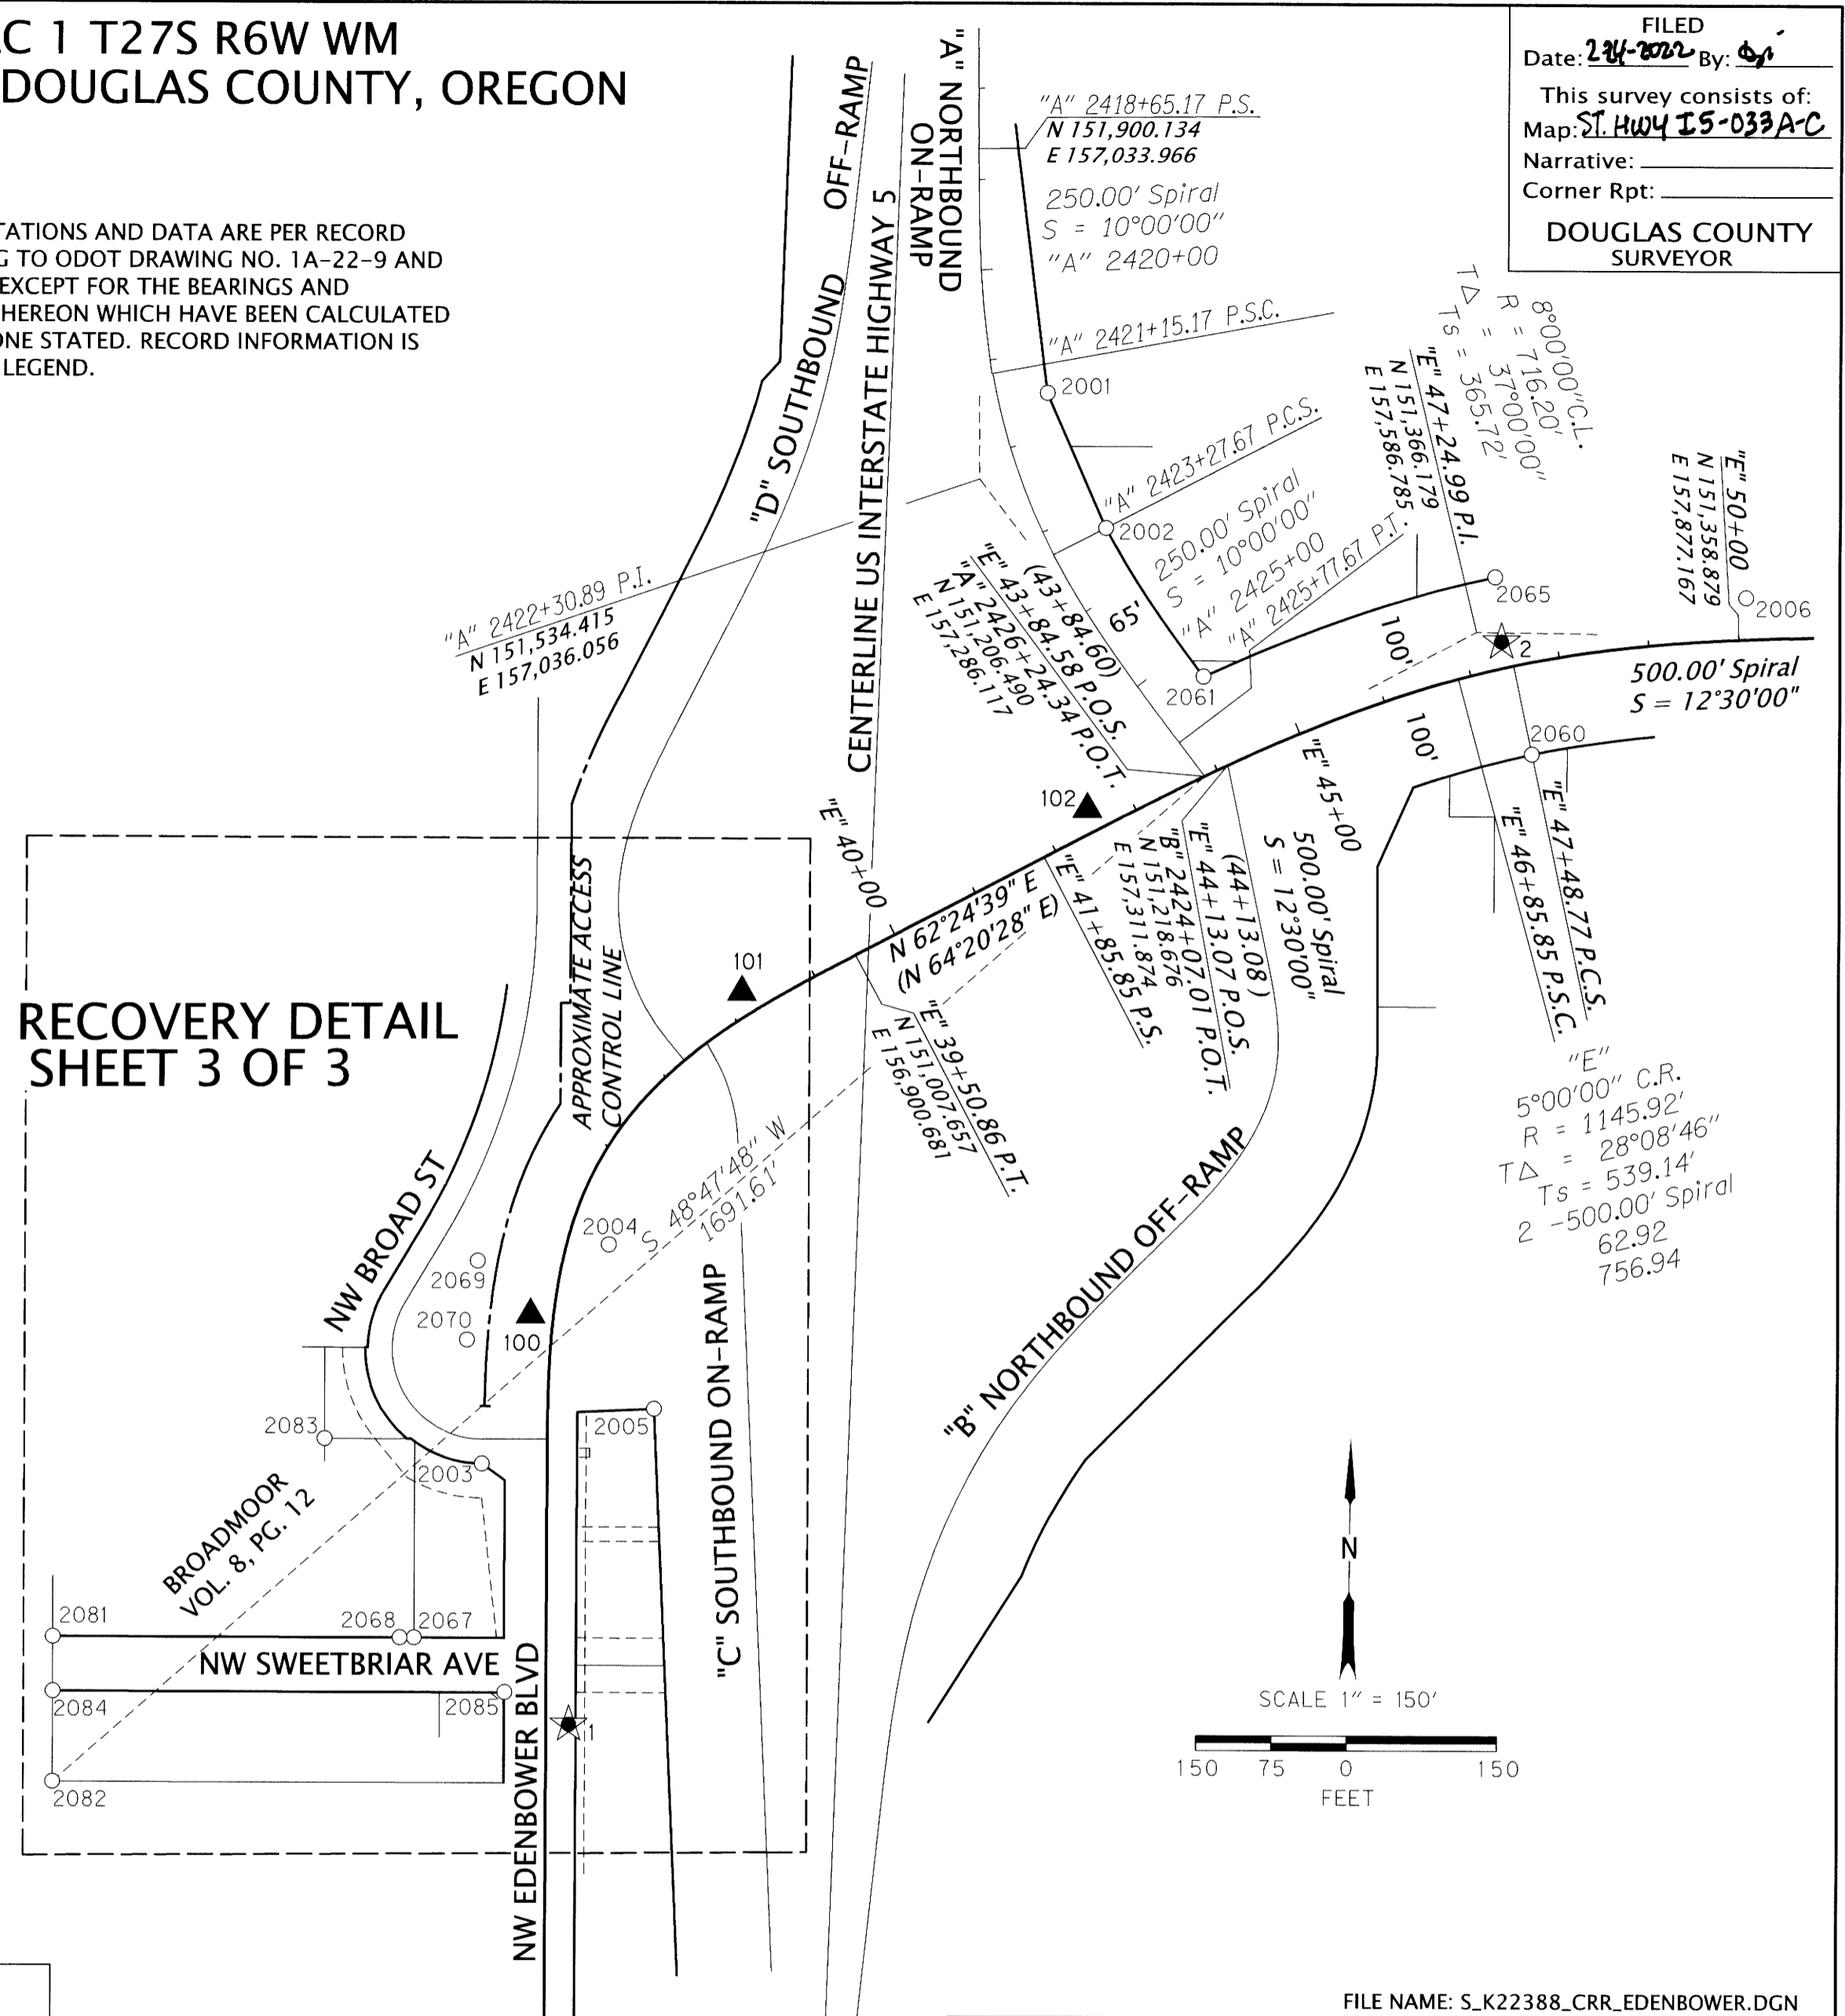 C 1 T27S R6W WM
DOUGLAS COUNTY, OREGON
TATIONS AND DATA ARE PER RECORD
G TO ODOT DRAWING NO. 1A-22-9 AND
EXCEPT FOR THE BEARINGS AND
HEREON WHICH HAVE BEEN CALCULATED
ONE STATED. RECORD INFORMATION IS
LEGEND.
FILED
Date: 2-24-2022 By:
This survey consists of:
Map: ST. HWY I5-033A-C
Narrative:
Corner Rpt:
DOUGLAS COUNTY
SURVEYOR
"D" SOUTHBOUND OFF-RAMP
CENTERLINE US INTERSTATE HIGHWAY 5
"A" NORTHBOUND
ON-RAMP
"A" 2418+65.17 P.S.
N 151,900.134
E 157,033.966
250.00' Spiral
S = 10°00'00"
"A" 2420+00
"A" 2421+15.17 P.S.C.
2001
"A" 2423+27.67 P.C.S.
2002
250.00' Spiral
S = 10°00'00"
"A" 2425+00
"A" 2425+77.67 P.T.
"A" 2422+30.89 P.I.
N 151,534.415
E 157,036.056
8°00'00"C.L.
R = 716.20'
T△ = 37°00'00"
Ts = 365.72'
"E" 47+24.99 P.I.
N 151,366.179
E 157,586.785
"E" 50+00
N 151,358.879
E 157,877.167
2065
2006
2
500.00' Spiral
S = 12°30'00"
(43+84.60)
"E" 43+84.58 P.O.S.
"A" 2426+24.34 P.O.T.
N 151,206.490
E 157,286.117
65'
2061
100'
100'
2060
102
"E" 40+00
"E" 45+00
N 62°24'39" E
(N 64°20'28" E)
"E" 41+85.85 P.S.
(44+13.08)
"E" 44+13.07 P.O.S.
"B" 2424+07.01 P.O.T.
N 151,218.676
E 157,311.874
500.00' Spiral
S = 12°30'00"
"E" 47+48.77 P.C.S.
"E" 46+85.85 P.S.C.
"E" 39+50.86 P.T.
N 151,007.657
E 156,900.681
"E"
5°00'00" C.R.
R = 1145.92'
T△ = 28°08'46"
Ts = 539.14'
2 -500.00' Spiral
62.92
756.94
101
APPROXIMATE ACCESS
CONTROL LINE
RECOVERY DETAIL
SHEET 3 OF 3
S 48°47'48" W
1691.61'
2004
NW BROAD ST
2069
2070
100
2083
2003
2005
"C" SOUTHBOUND ON-RAMP
"B" NORTHBOUND OFF-RAMP
BROADMOOR
VOL. 8, PG. 12
2081
2068
2067
NW SWEETBRIAR AVE
2084
2085
2082
1
NW EDENBOWER BLVD
N
SCALE 1" = 150'
150 75 0 150
FEET
FILE NAME: S_K22388_CRR_EDENBOWER.DGN